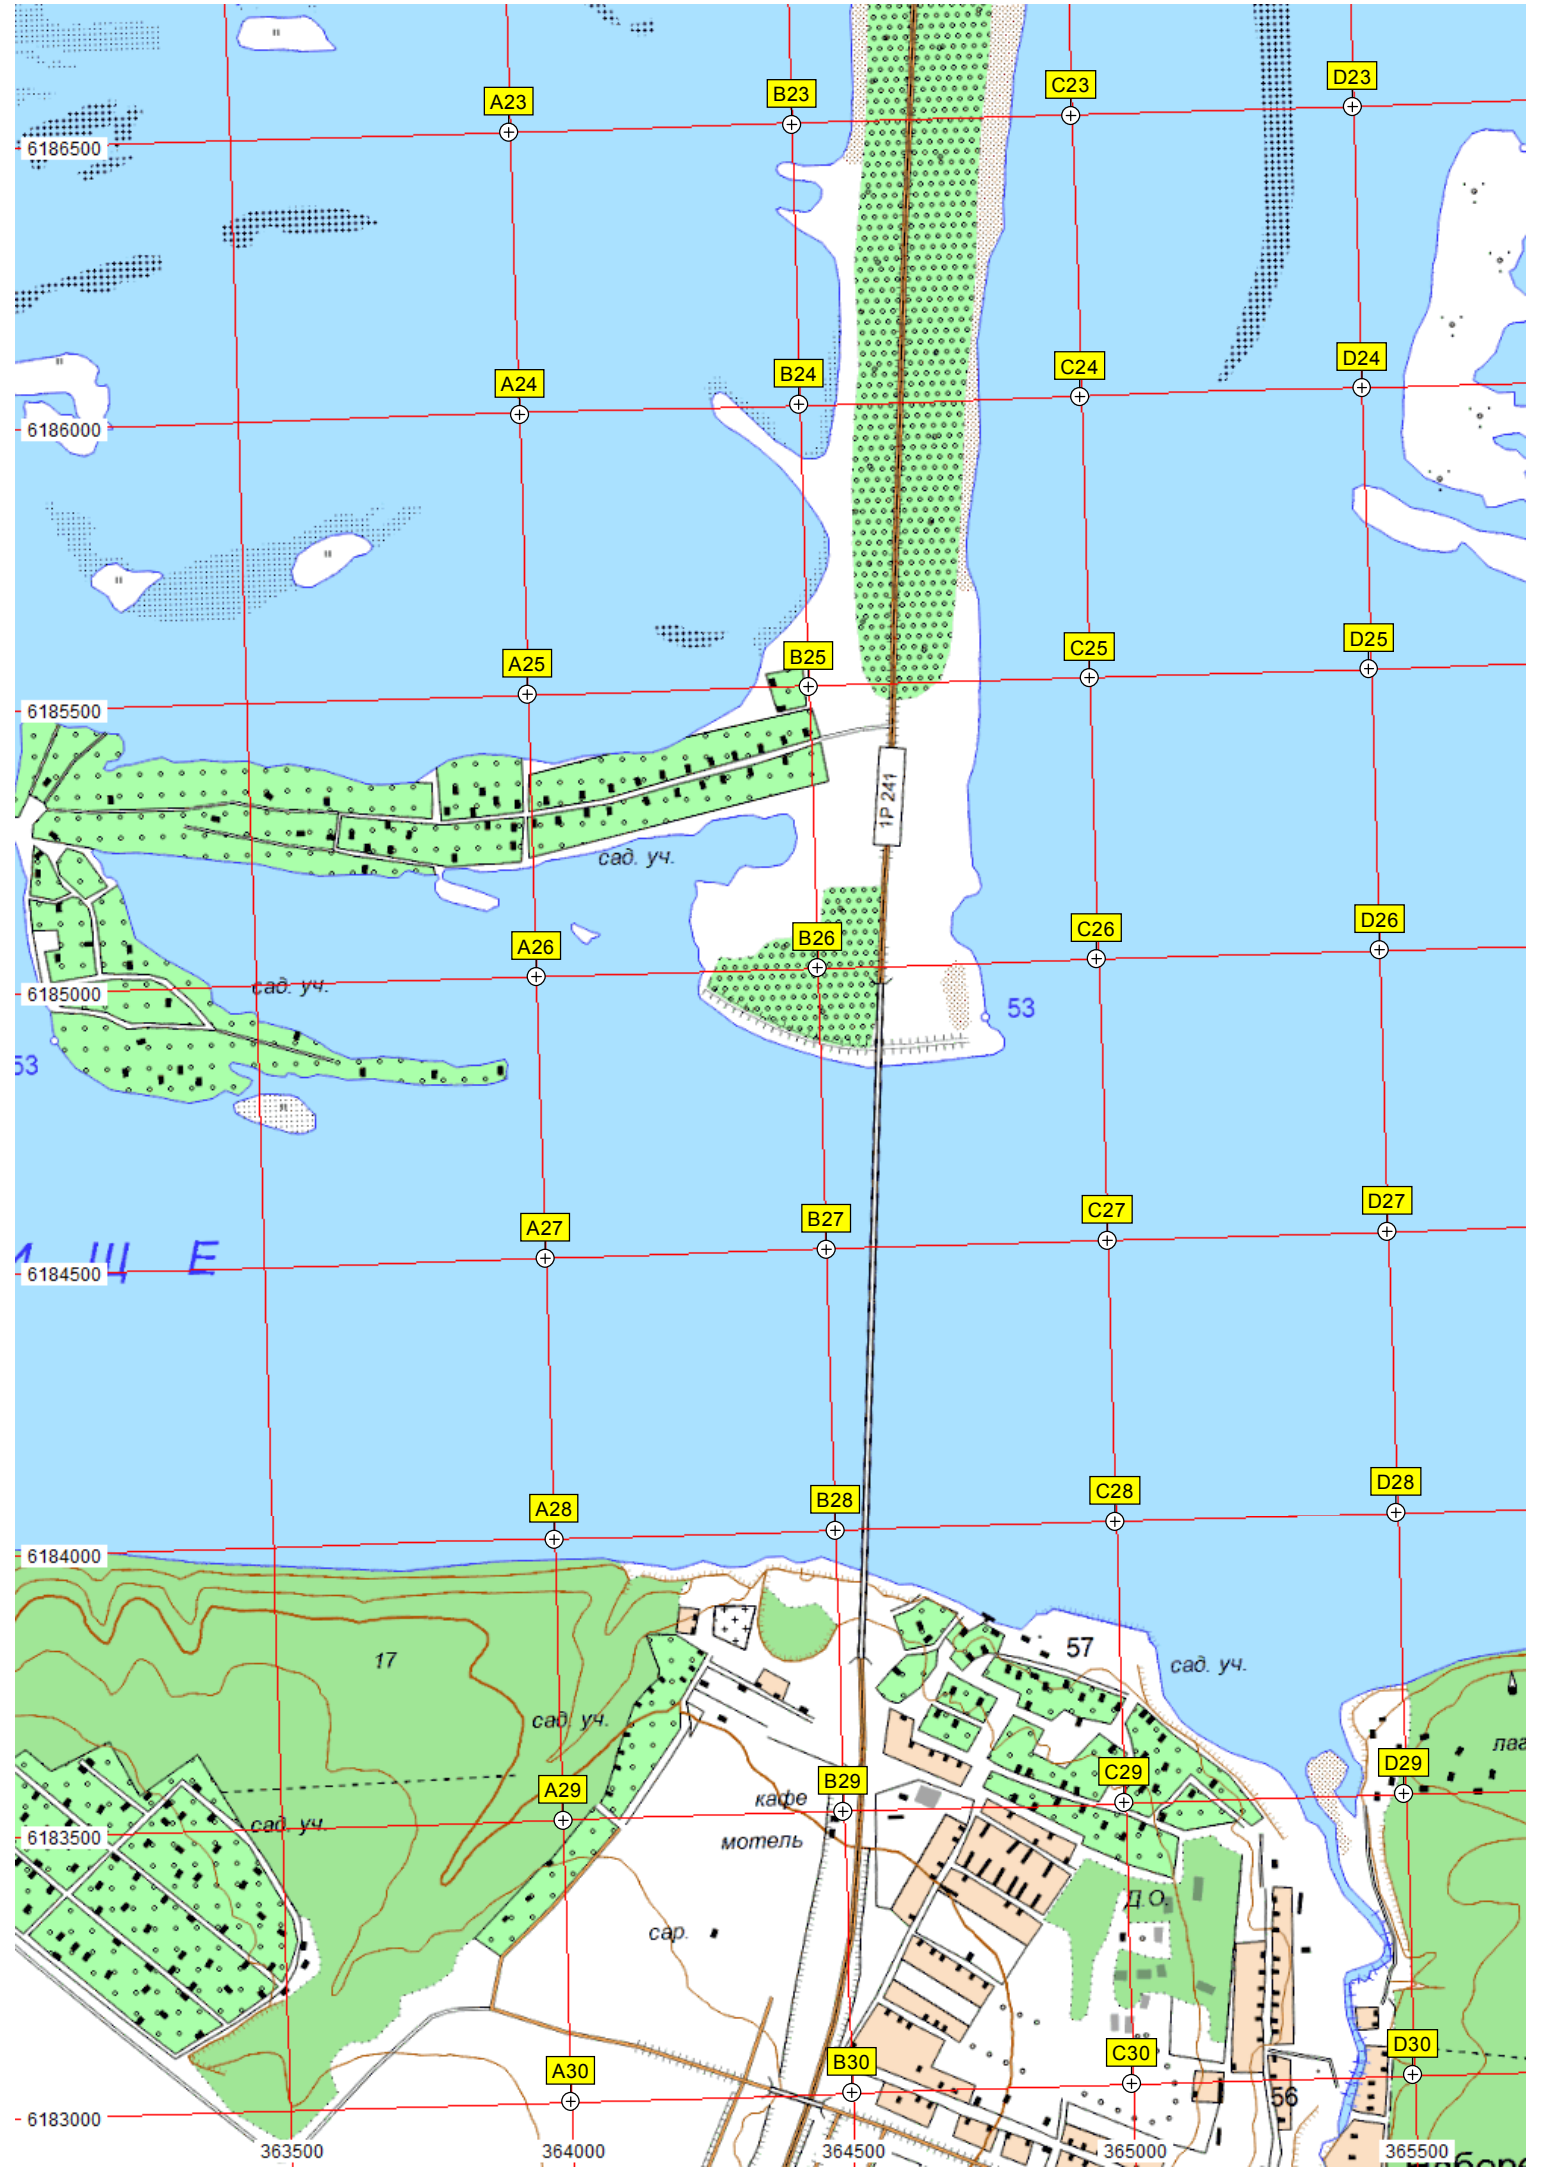 D23
C23
B23
A23
6186500
D24
C24
B24
A24
6186000
D25
C25
B25
A25
6185500
1Р 241
сад. уч.
D26
C26
B26
A26
сад. уч.
6185000
53
53
D27
C27
B27
A27
Щ Е
6184500
D28
C28
B28
A28
6184000
57
17
сад. уч.
сад. уч.
D29
C29
B29
A29
кафе
сад. уч.
6183500
мотель
Д.О.
сар.
D30
C30
B30
A30
56
6183000
363500 364000 364500 365000 365500